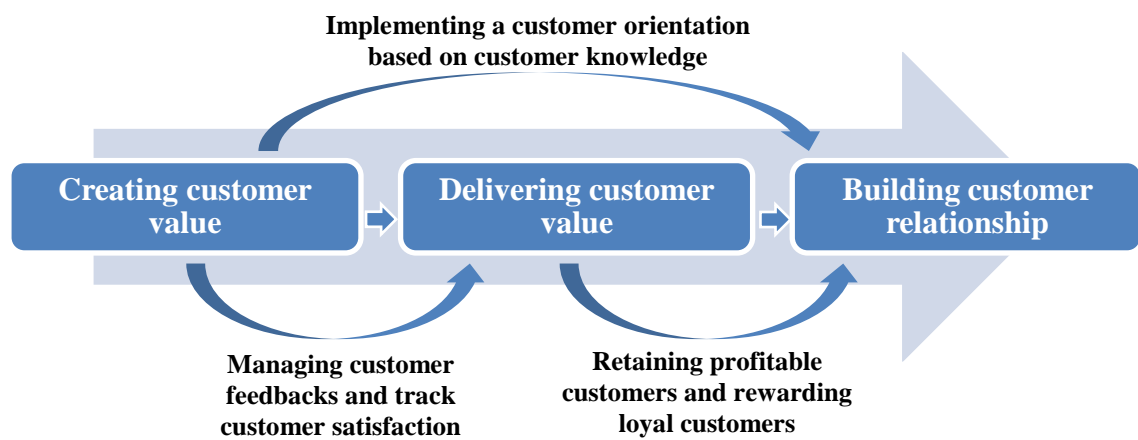 Implementing a customer orientation
based on customer knowledge
Creating customer
value
Delivering customer
value
Building customer
relationship
Managing customer
feedbacks and track
customer satisfaction
Retaining profitable
customers and rewarding
loyal customers